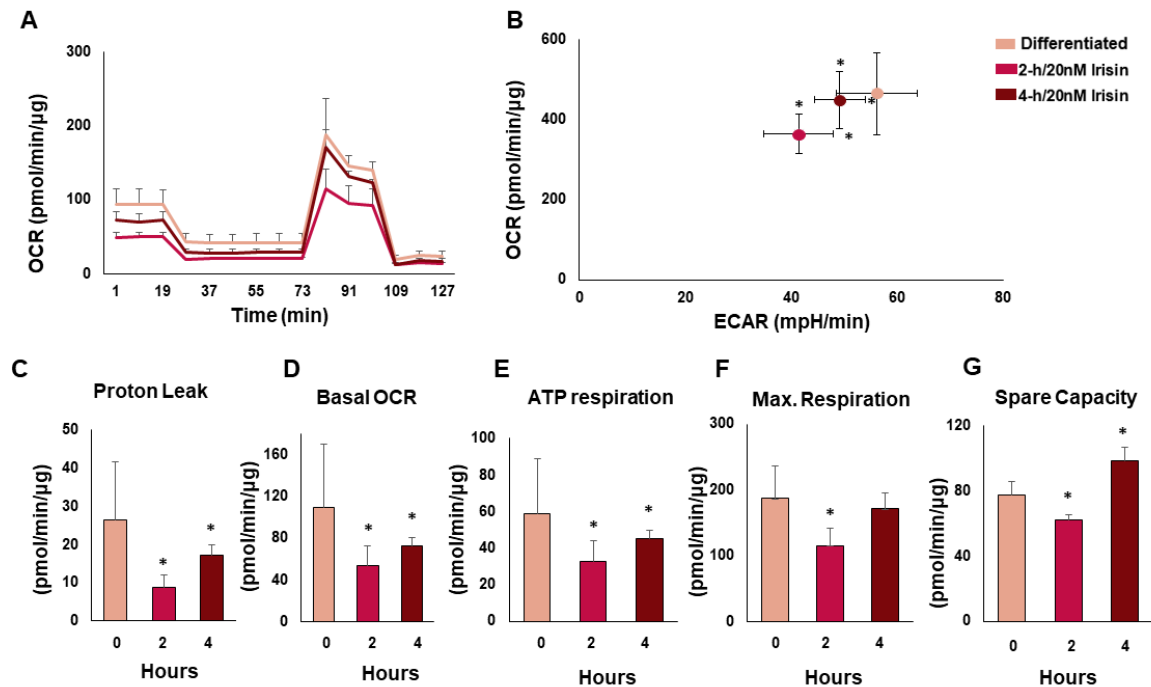 A
300
200
100
0
OCR (pmol/min/µg)
1 19 37 55 73 91 109 127
Time (min)
B
600
400
200
0
OCR (pmol/min/µg)
* * * *
0 20 40 60 80
ECAR (mpH/min)
Differentiated
2-h/20nM Irisin
4-h/20nM Irisin
C
Proton Leak
50
40
30
20
10
0
(pmol/min/µg)
* *
0 2 4
Hours
D
Basal OCR
160
120
80
40
0
(pmol/min/µg)
* *
0 2 4
Hours
E
ATP respiration
100
80
60
40
20
0
(pmol/min/µg)
* *
0 2 4
Hours
F
Max. Respiration
300
200
100
0
(pmol/min/µg)
*
0 2 4
Hours
G
Spare Capacity
120
80
40
0
(pmol/min/µg)
* *
0 2 4
Hours